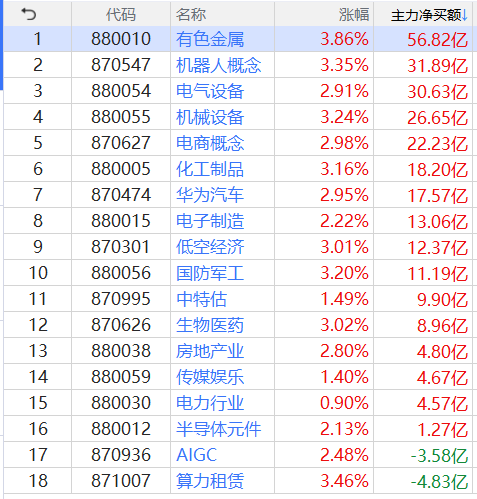 代码 名称 涨幅 主力净买额↓
1 880010 有色金属 3.86% 56.82亿
2 870547 机器人概念 3.35% 31.89亿
3 880054 电气设备 2.91% 30.63亿
4 880055 机械设备 3.24% 26.65亿
5 870627 电商概念 2.98% 22.23亿
6 880005 化工制品 3.16% 18.20亿
7 870474 华为汽车 2.95% 17.57亿
8 880015 电子制造 2.22% 13.06亿
9 870301 低空经济 3.01% 12.37亿
10 880056 国防军工 3.20% 11.19亿
11 870995 中特估 1.49% 9.90亿
12 870626 生物医药 3.02% 8.96亿
13 880038 房地产业 2.80% 4.80亿
14 880059 传媒娱乐 1.40% 4.67亿
15 880030 电力行业 0.90% 4.57亿
16 880012 半导体元件 2.13% 1.27亿
17 870936 AIGC 2.48% -3.58亿
18 871007 算力租赁 3.46% -4.83亿